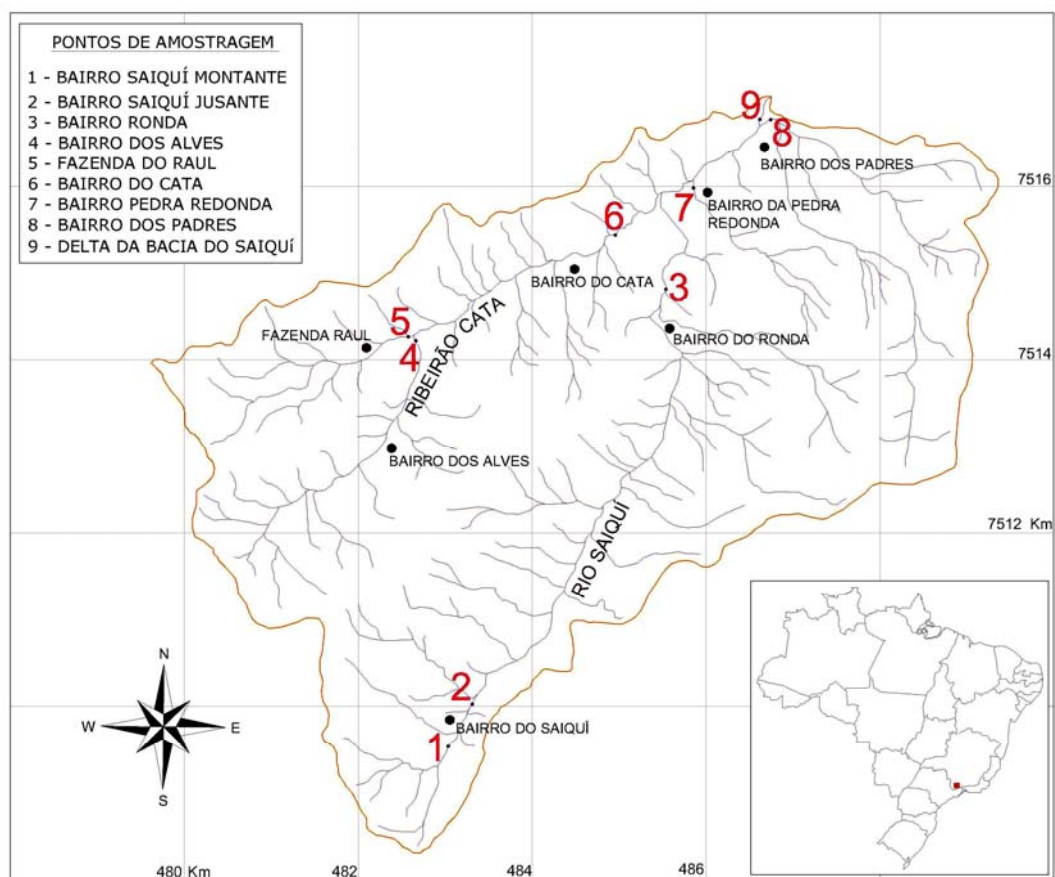 PONTOS DE AMOSTRAGEM
1 - BAIRRO SAIQUÍ MONTANTE
2 - BAIRRO SAIQUÍ JUSANTE
3 - BAIRRO RONDA
4 - BAIRRO DOS ALVES
5 - FAZENDA DO RAUL
6 - BAIRRO DO CATA
7 - BAIRRO PEDRA REDONDA
8 - BAIRRO DOS PADRES
9 - DELTA DA BACIA DO SAIQUÍ
9
8
BAIRRO DOS PADRES
7516
7
BAIRRO DA PEDRA
REDONDA
6
BAIRRO DO CATA
3
5
FAZENDA RAUL
4
RIBEIRÃO CATA
BAIRRO DO RONDA
7514
BAIRRO DOS ALVES
7512 Km
RIO SAIQUÍ
2
BAIRRO DO SAIQUÍ
1
N
W
E
S
480 Km
482
484
486